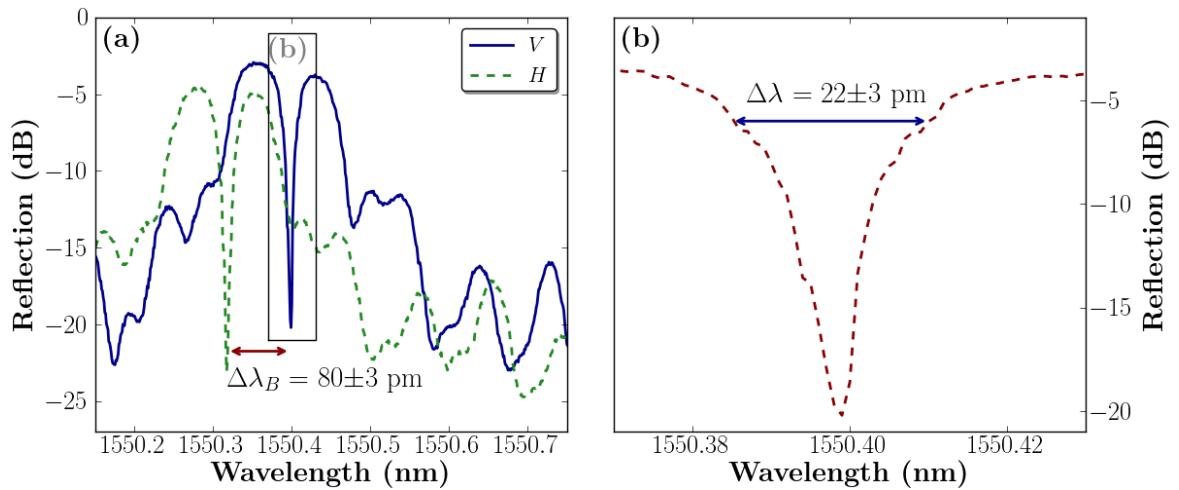 (a)
(b)
V
H
0
−5
−10
−15
−20
−25
Reflection (dB)
Δλ_B = 80±3 pm
1550.2 1550.3 1550.4 1550.5 1550.6 1550.7
Wavelength (nm)
(b)
Δλ = 22±3 pm
−5
−10
−15
−20
Reflection (dB)
1550.38 1550.40 1550.42
Wavelength (nm)